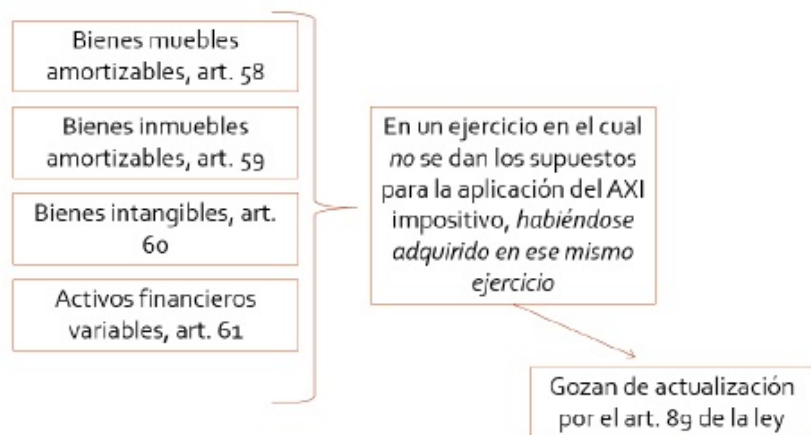 Bienes muebles
amortizables, art. 58
Bienes inmuebles
amortizables, art. 59
Bienes intangibles, art.
60
Activos financieros
variables, art. 61
En un ejercicio en el cual
no se dan los supuestos
para la aplicación del AXI
impositivo, habiéndose
adquirido en ese mismo
ejercicio
Gozan de actualización
por el art. 89 de la ley